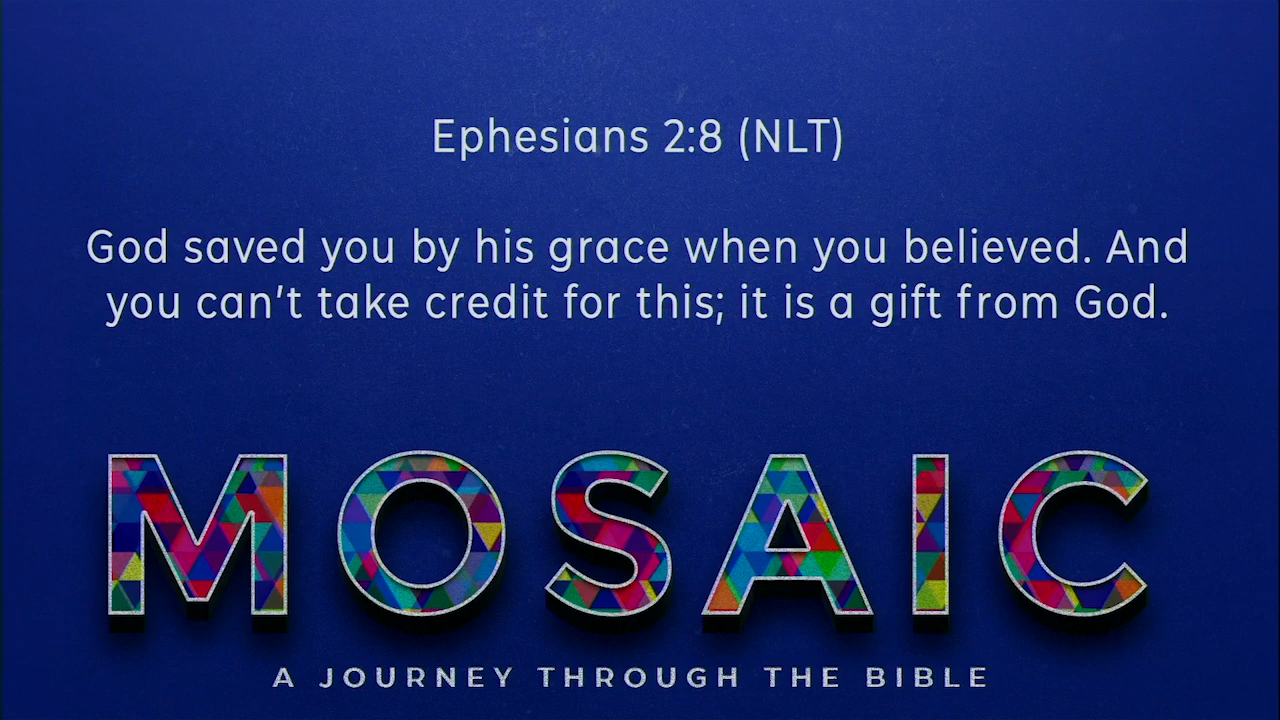 Ephesians 2:8 (NLT)
God saved you by his grace when you believed. And
you can’t take credit for this; it is a gift from God.
MOSAIC
A JOURNEY THROUGH THE BIBLE